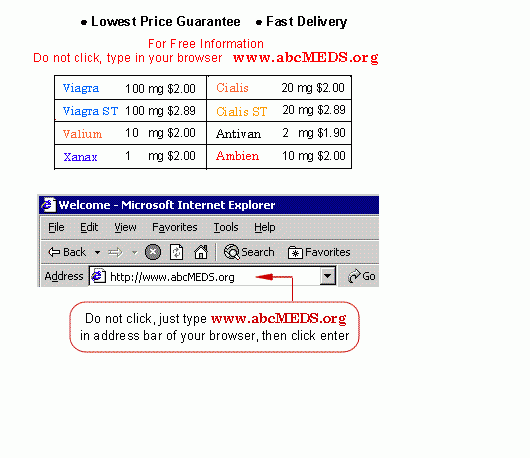 ● Lowest Price Guarantee ● Fast Delivery
For Free Information
Do not click, type in your browser www.abcMEDS.org
Viagra 100 mg $2.00 Cialis 20 mg $2.00
Viagra ST 100 mg $2.89 Cialis ST 20 mg $2.89
Valium 10 mg $2.00 Antivan 2 mg $1.90
Xanax 1 mg $2.00 Ambien 10 mg $2.00
Welcome - Microsoft Internet Explorer
File Edit View Favorites Tools Help
Back Search Favorites
Address http://www.abcMEDS.org Go
Do not click, just type www.abcMEDS.org
in address bar of your browser, then click enter